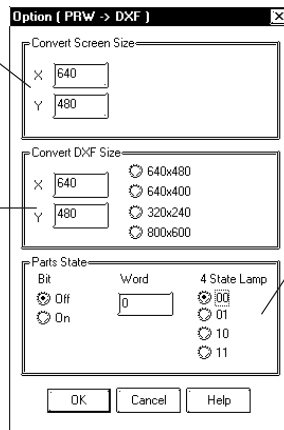 Option ( PRW -> DXF )
Convert Screen Size
X 640
Y 480
Convert DXF Size
X 640
Y 480
640x480
640x400
320x240
800x600
Parts State
Bit
Off
On
Word
0
4 State Lamp
00
01
10
11
OK Cancel Help